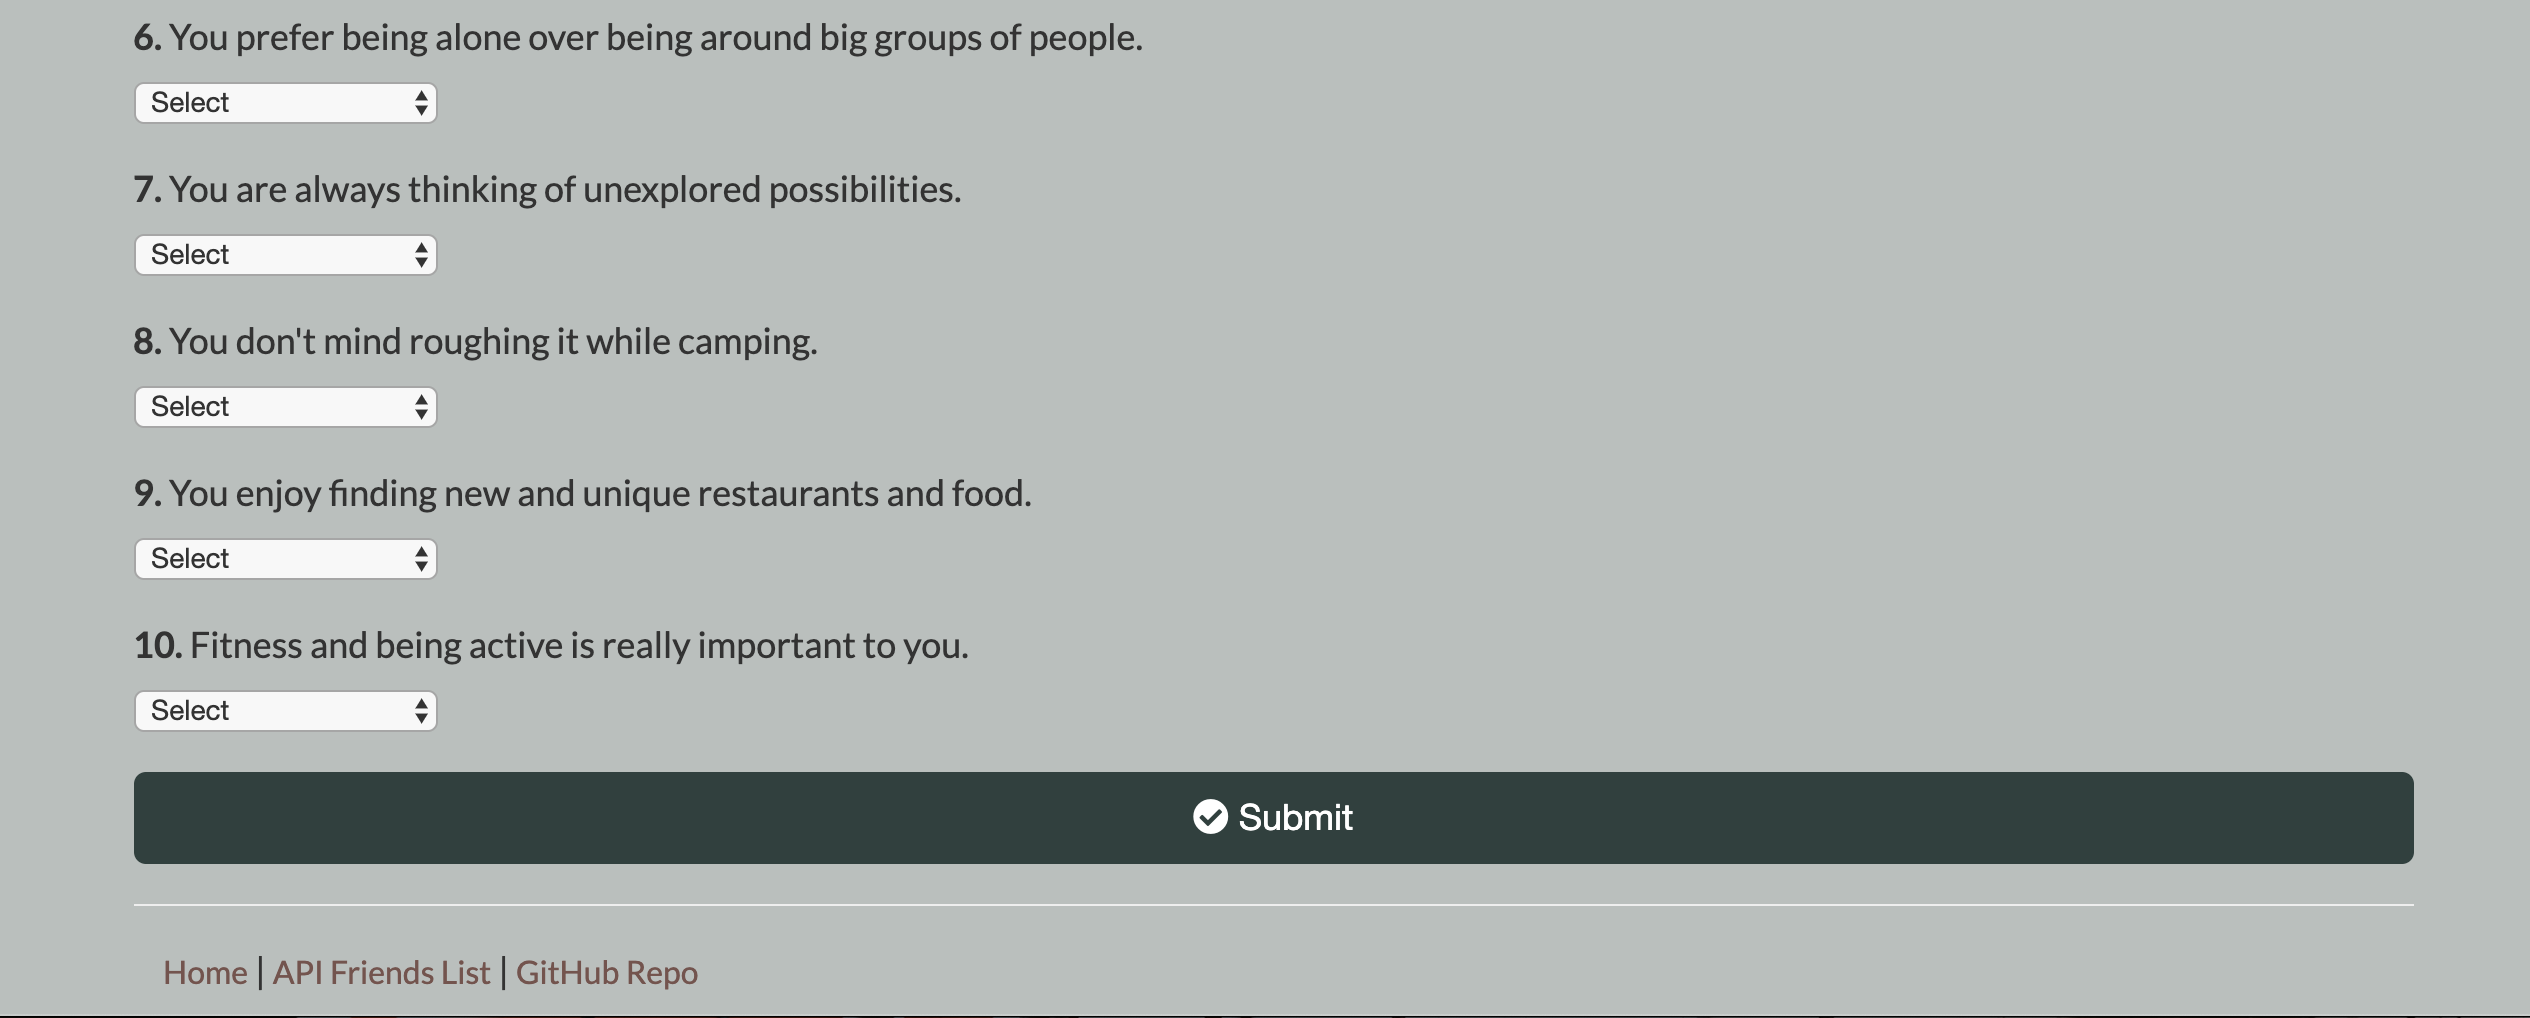 6. You prefer being alone over being around big groups of people.
Select
7. You are always thinking of unexplored possibilities.
Select
8. You don't mind roughing it while camping.
Select
9. You enjoy finding new and unique restaurants and food.
Select
10. Fitness and being active is really important to you.
Select
Submit
Home | API Friends List | GitHub Repo